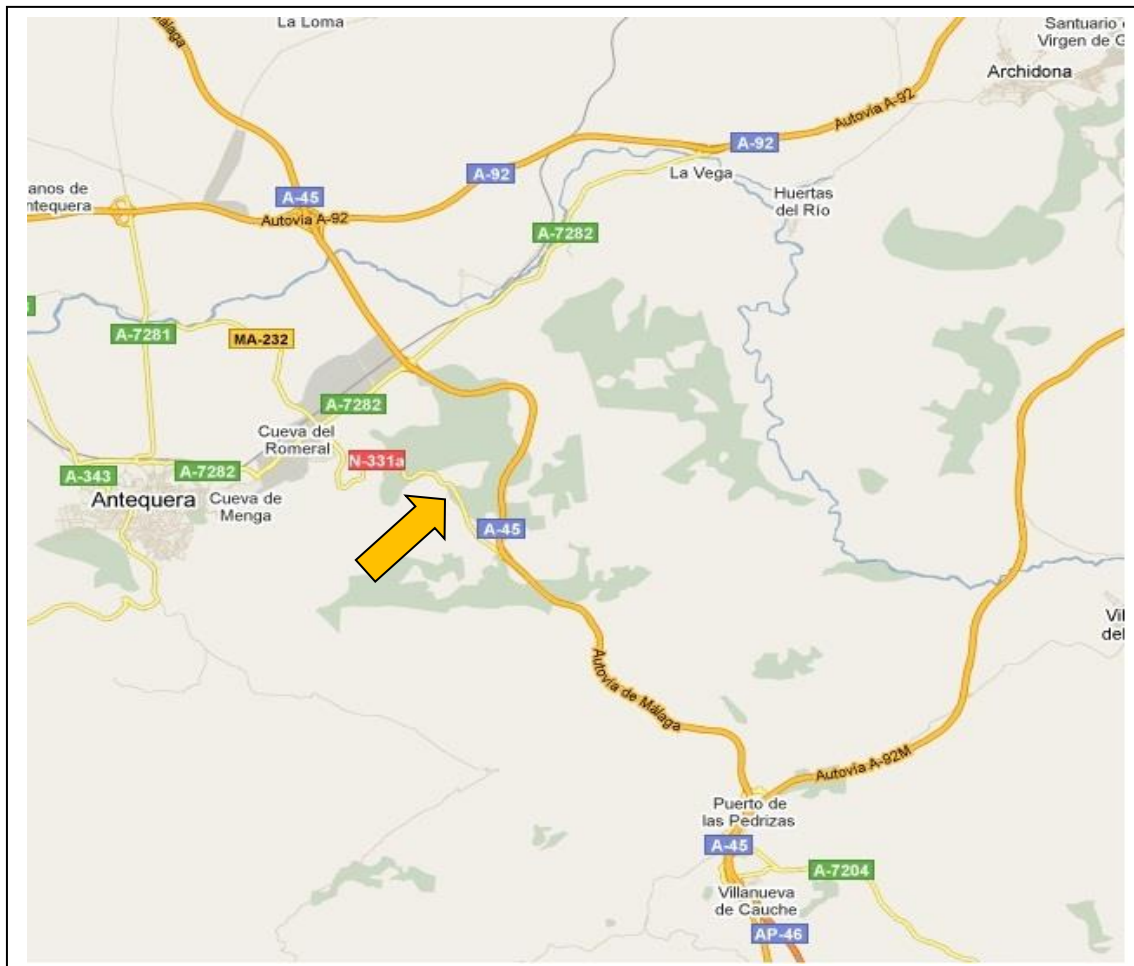 La Loma
Málaga
Santuario
Virgen de G
Archidona
Autovía A-92
A-92
La Vega
A-92
Huertas
del Río
anos de
ntequera
A-45
Autovía A-92
A-7282
A-7281
MA-232
A-7282
Cueva del
Romeral
N-331a
A-343
A-7282
Antequera
Cueva de
Menga
A-45
Vil
del
Autovía de Málaga
Autovía A-92M
Puerto de
las Pedrizas
A-45
A-7204
Villanueva
de Cauche
AP-46